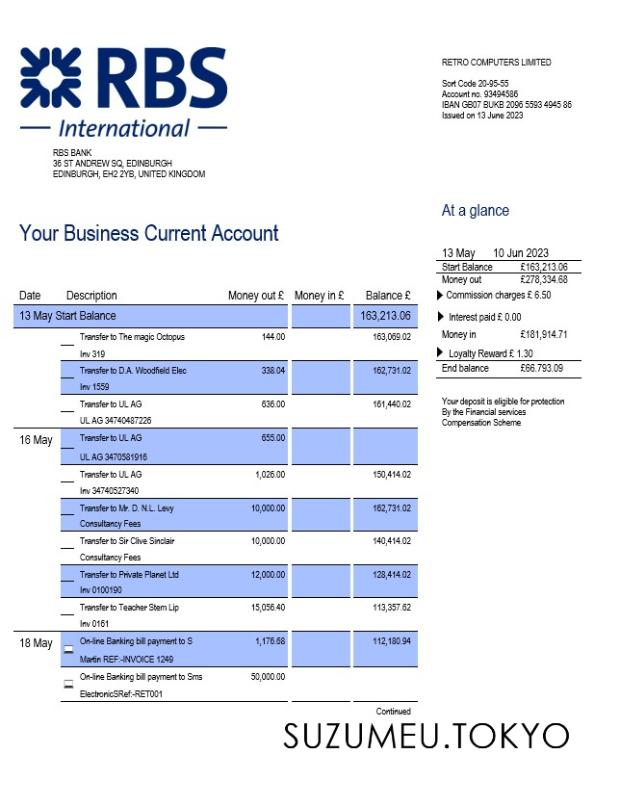 RBS
International
RBS BANK
36 ST ANDREW SQ, EDINBURGH
EDINBURGH, EH2 2YB, UNITED KINGDOM
RETRO COMPUTERS LIMITED
Sort Code 20-95-55
Account no. 93494586
IBAN GB07 BUKB 2096 5593 4945 86
Issued on 13 June 2023
Your Business Current Account
At a glance
13 May 10 Jun 2023
Start Balance £163,213.06
Money out £278,334.68
Commission charges £ 6.50
Interest paid £ 0.00
Money in £181,914.71
Loyalty Reward £ 1.30
End balance £66.793.09
Your deposit is eligible for protection
By the Financial services
Compensation Scheme
Date Description Money out £ Money in £ Balance £
13 May Start Balance 163,213.06
Transfer to The magic Octopus 144.00 163,069.02
Inv 319
Transfer to D.A. Woodfield Elec 338.04 162,731.02
Inv 1559
Transfer to UL AG 636.00 161,440.02
UL AG 34740487226
16 May Transfer to UL AG 655.00
UL AG 3470581916
Transfer to UL AG 1,026.00 150,414.02
Inv 34740527340
Transfer to Mr. D. N.L. Levy 10,000.00 162,731.02
Consultancy Fees
Transfer to Sir Clive Sinclair 10,000.00 140,414.02
Consultancy Fees
Transfer to Private Planet Ltd 12,000.00 128,414.02
Inv 0100190
Transfer to Teacher Stem Lip 15,056.40 113,357.62
Inv 0161
18 May On-line Banking bill payment to S 1,176.68 112,180.94
Martin REF:-INVOICE 1249
On-line Banking bill payment to Sms 50,000.00
ElectronicSRef:-RET001
Continued
SUZUMEU.TOKYO